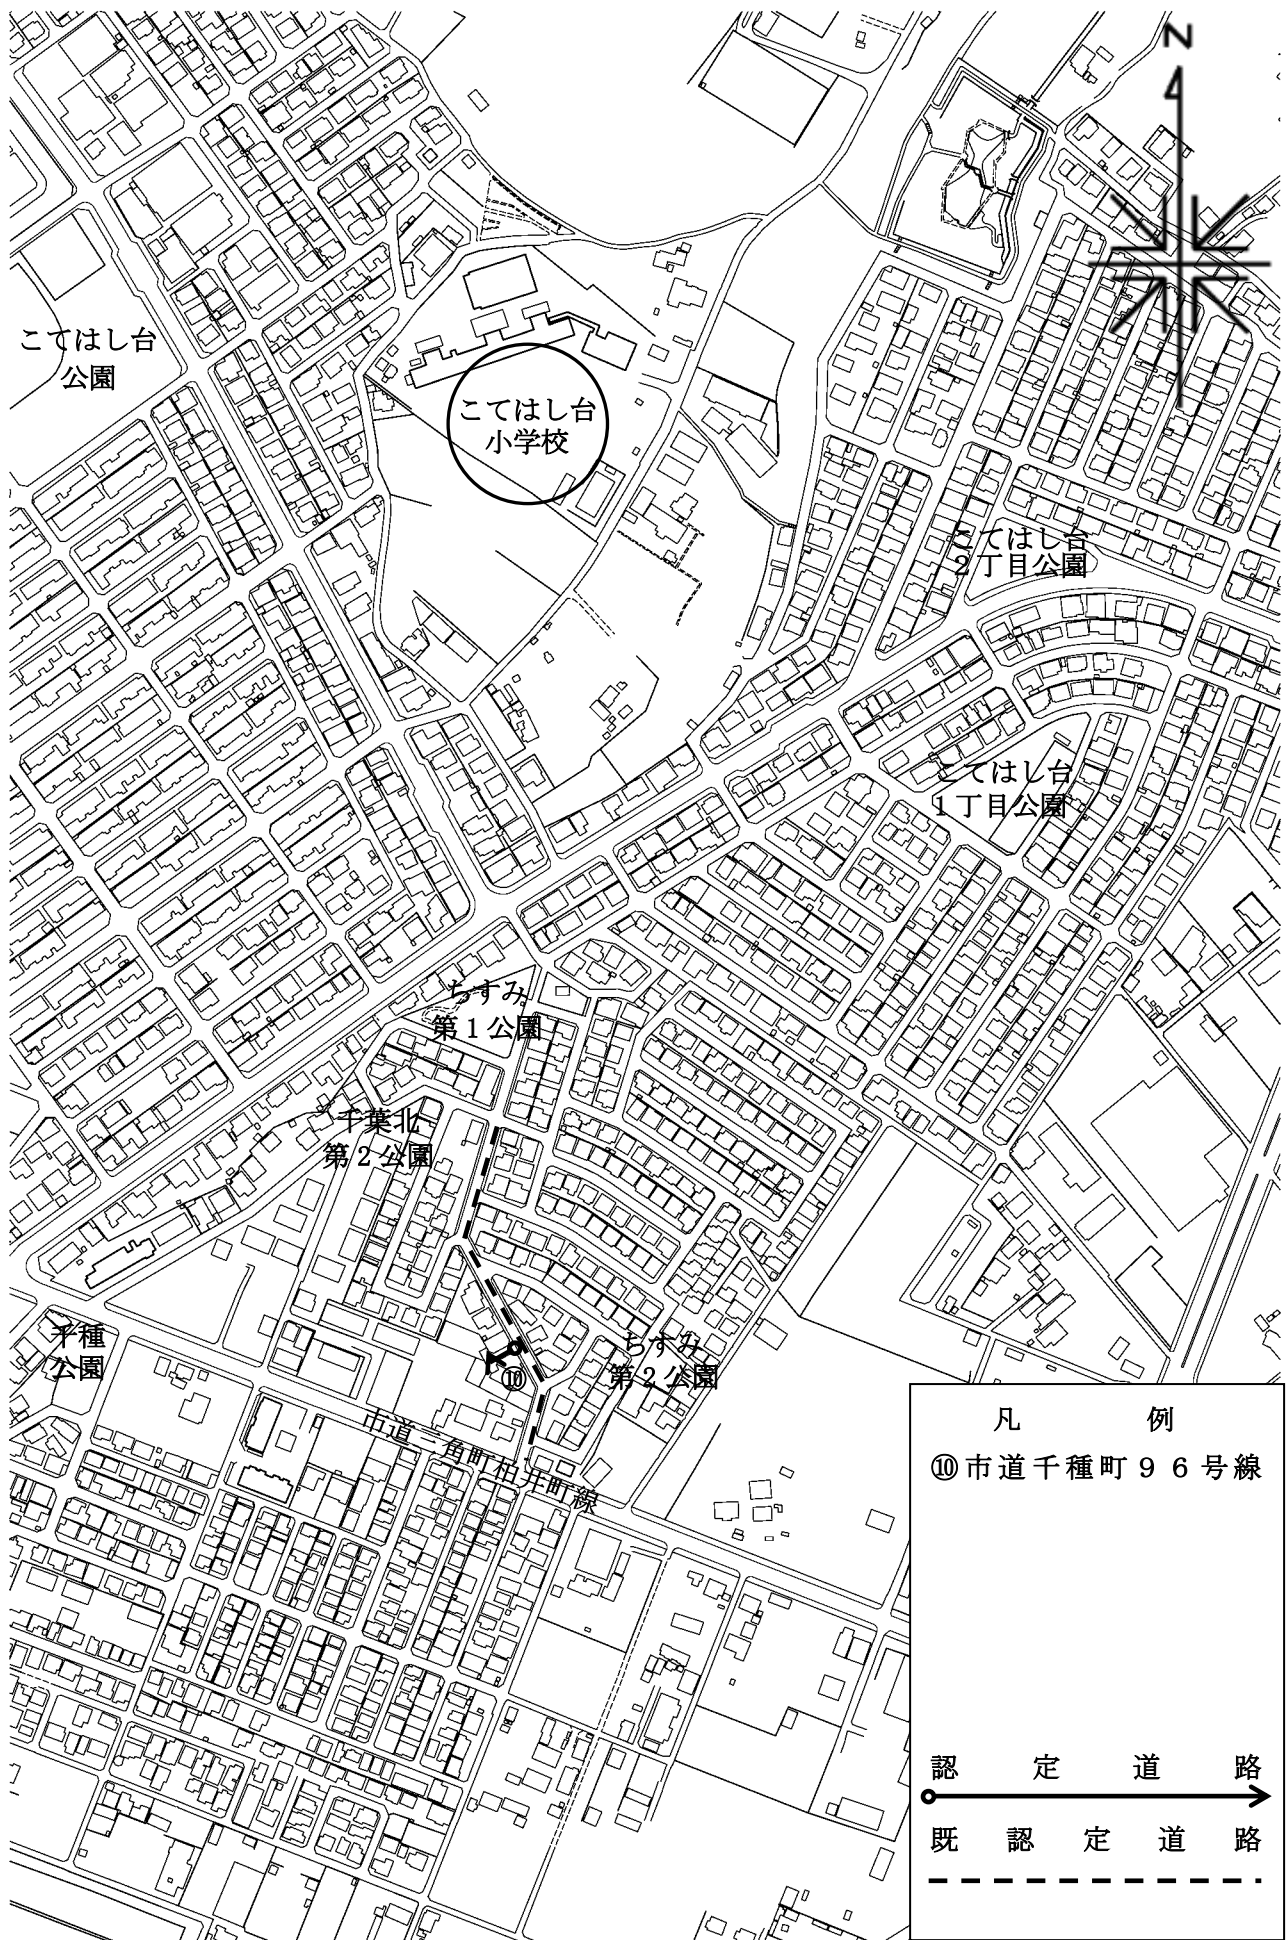 N
こてはし台
公園
こてはし台
小学校
こてはし台
2丁目公園
こてはし台
1丁目公園
ちすみ
第1公園
千葉北
第2公園
千種
公園
ちすみ
第2公園
⑩
市道三角町柏井町線
凡例
⑩市道千種町96号線
認定道路
既認定道路